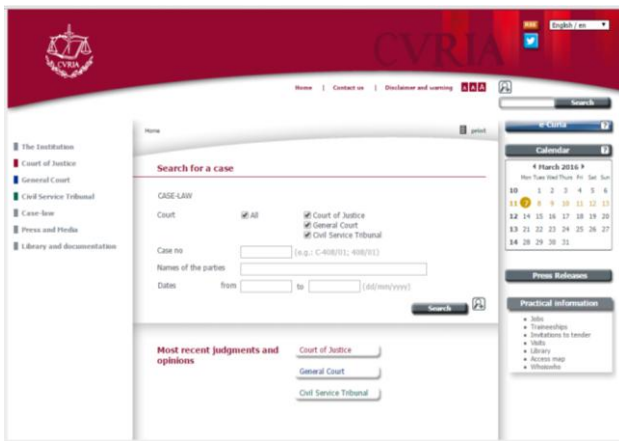 CVRIA
CVRIA
RSS
English / en
Home | Contact us | Disclaimer and warning A A A
Search
The Institution
Court of Justice
General Court
Civil Service Tribunal
Case-law
Press and Media
Library and documentation
Home
print
Search for a case
CASE-LAW
Court All Court of Justice
General Court
Civil Service Tribunal
Case no (e.g.: C-408/01; 408/01)
Names of the parties
Dates from to (dd/mm/yyyy)
Search
Most recent judgments and opinions
Court of Justice
General Court
Civil Service Tribunal
e-Curia ?
Calendar ?
March 2016
Mon Tues Wed Thurs Fri Sat Sun
10 1 2 3 4 5 6
11 7 8 9 10 11 12 13
12 14 15 16 17 18 19 20
13 21 22 23 24 25 26 27
14 28 29 30 31
Press Releases
Practical information
Jobs
Traineeships
Invitations to tender
Visits
Library
Access map
Whoiswho